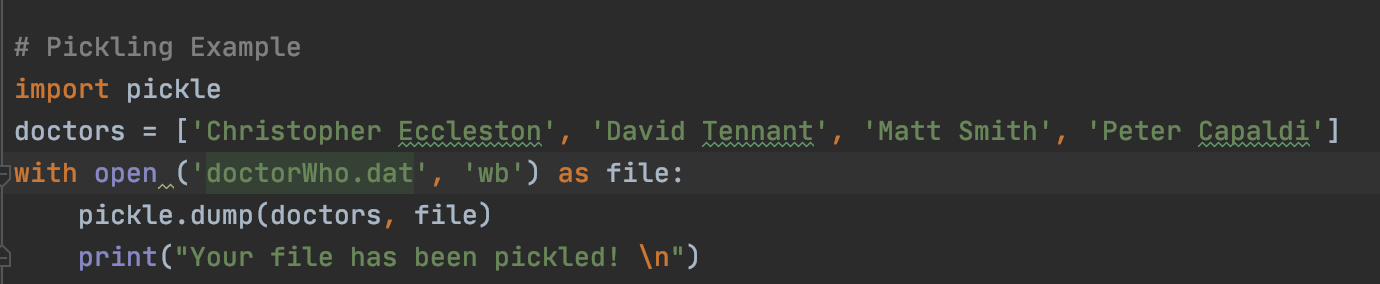 # Pickling Example
import pickle
doctors = ['Christopher Eccleston', 'David Tennant', 'Matt Smith', 'Peter Capaldi']
with open ('doctorWho.dat', 'wb') as file:
    pickle.dump(doctors, file)
    print("Your file has been pickled! \n")